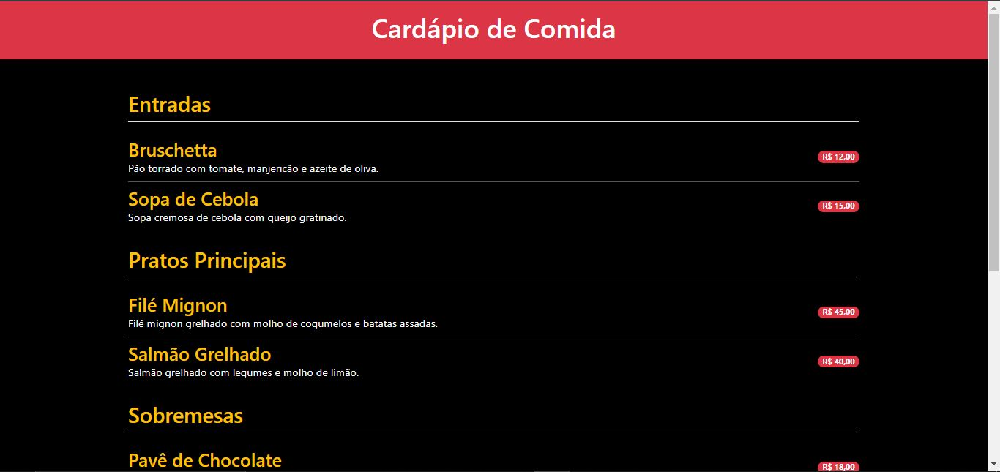 Cardápio de Comida
Entradas
Bruschetta
R$ 12,00
Pão torrado com tomate, manjericão e azeite de oliva.
Sopa de Cebola
R$ 15,00
Sopa cremosa de cebola com queijo gratinado.
Pratos Principais
Filé Mignon
R$ 45,00
Filé mignon grelhado com molho de cogumelos e batatas assadas.
Salmão Grelhado
R$ 40,00
Salmão grelhado com legumes e molho de limão.
Sobremesas
Pavê de Chocolate
R$ 18,00